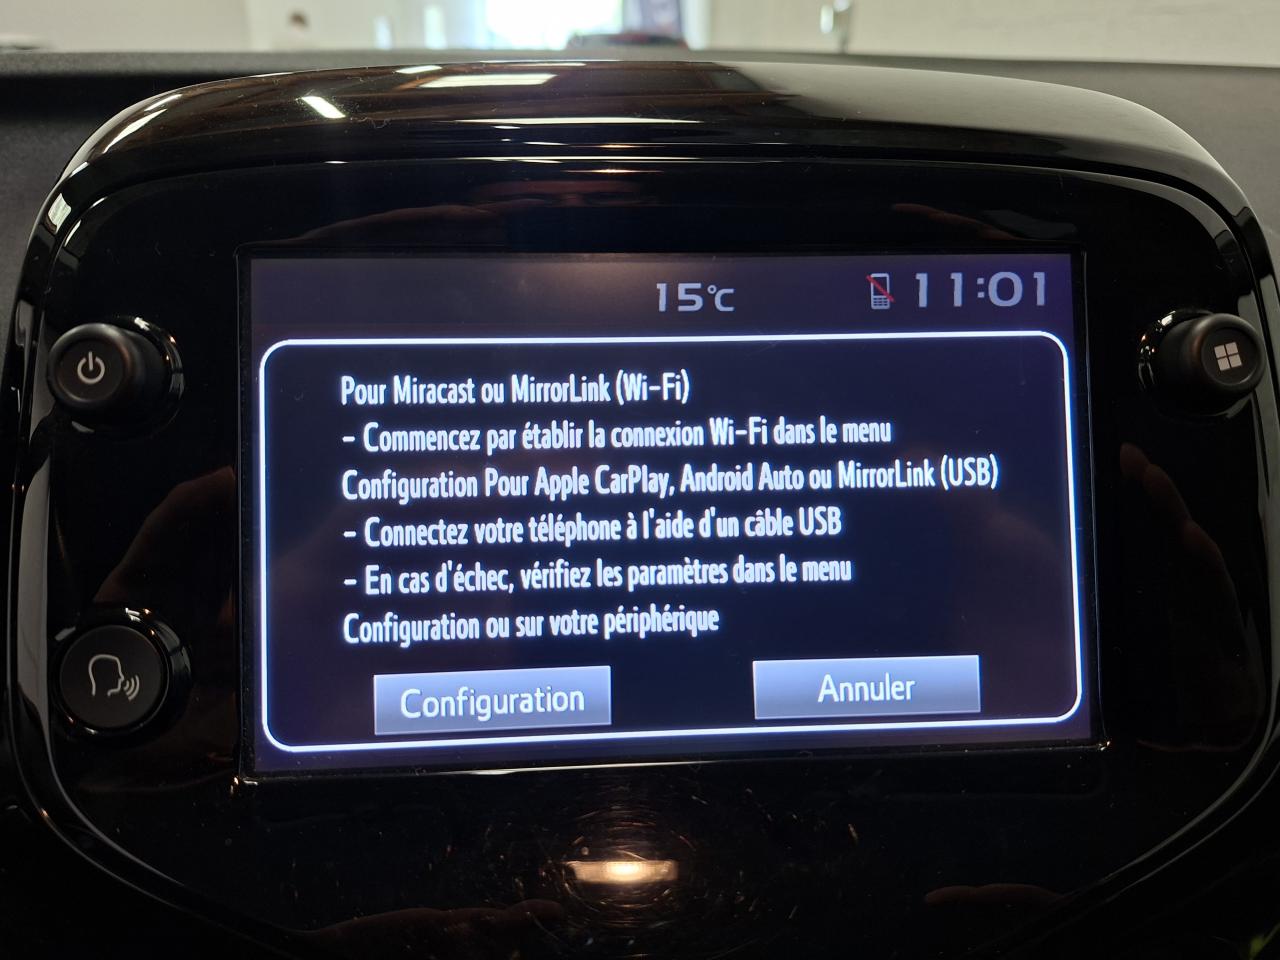 15°C 11:01
Pour Miracast ou MirrorLink (Wi-Fi)
- Commencez par établir la connexion Wi-Fi dans le menu
Configuration Pour Apple CarPlay, Android Auto ou MirrorLink (USB)
- Connectez votre téléphone à l'aide d'un câble USB
- En cas d'échec, vérifiez les paramètres dans le menu
Configuration ou sur votre périphérique
Configuration Annuler